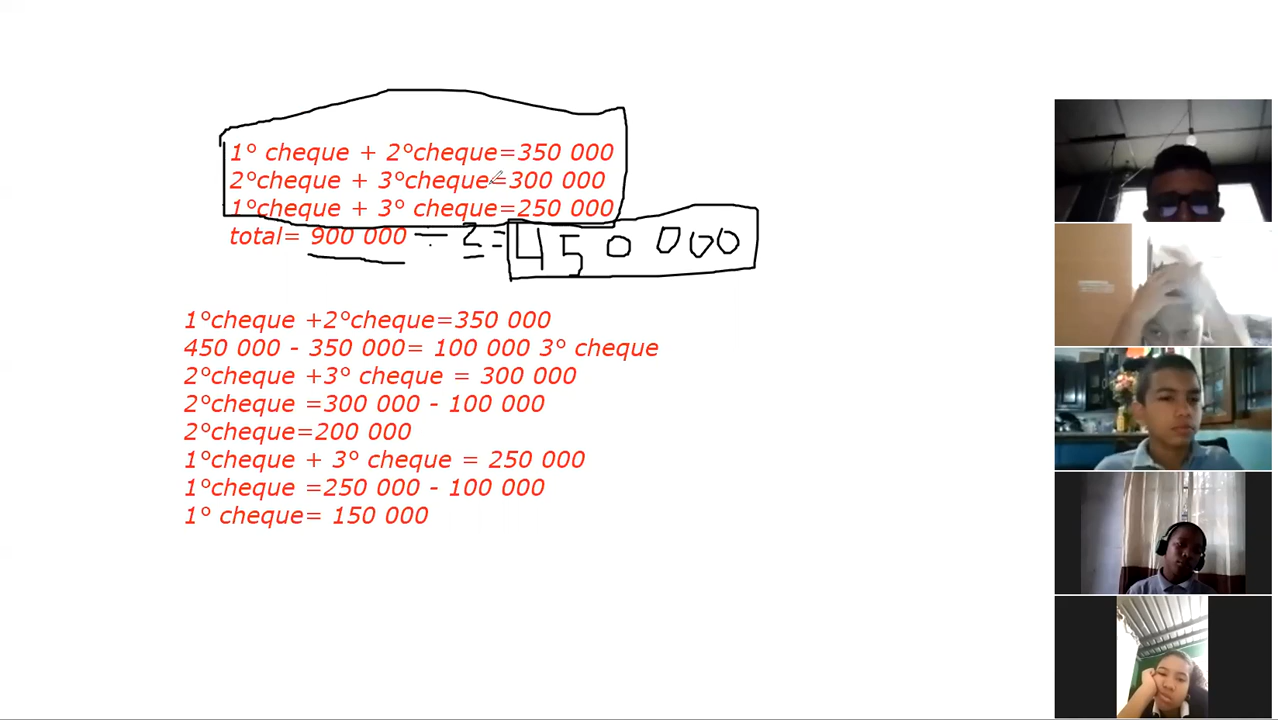 1° cheque + 2°cheque=350 000
2°cheque + 3°cheque=300 000
1°cheque + 3° cheque=250 000
total= 900 000 ÷ 2 = 450 000
1°cheque +2°cheque=350 000
450 000 - 350 000= 100 000 3° cheque
2°cheque +3° cheque = 300 000
2°cheque =300 000 - 100 000
2°cheque=200 000
1°cheque + 3° cheque = 250 000
1°cheque =250 000 - 100 000
1° cheque= 150 000